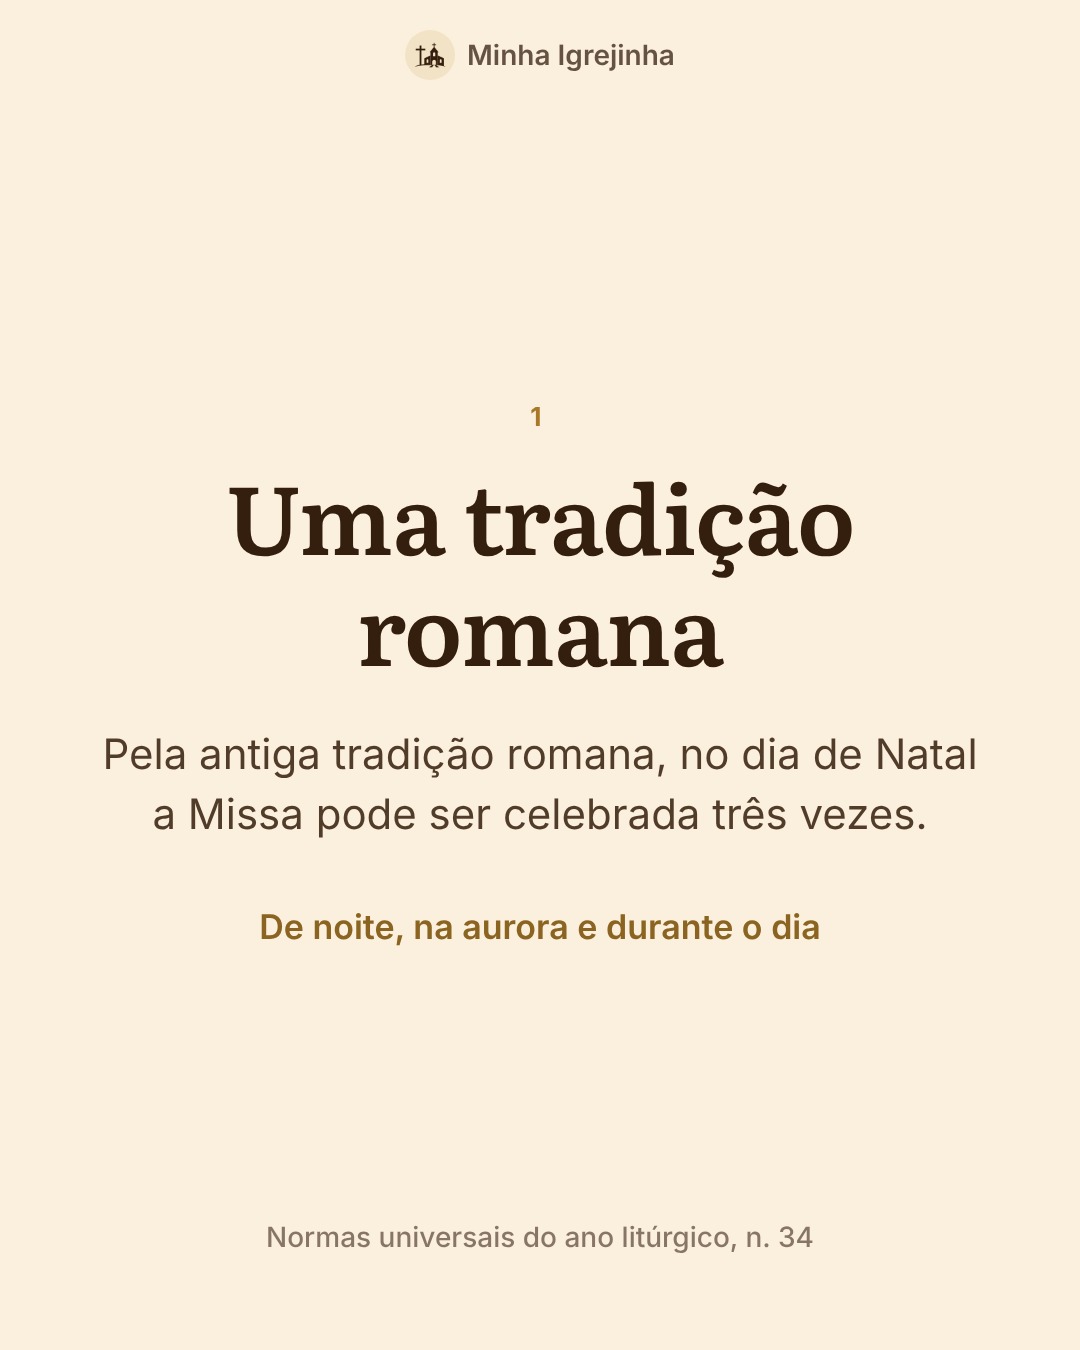 Minha Igrejinha
1
Uma tradição
romana
Pela antiga tradição romana, no dia de Natal
a Missa pode ser celebrada três vezes.
De noite, na aurora e durante o dia
Normas universais do ano litúrgico, n. 34